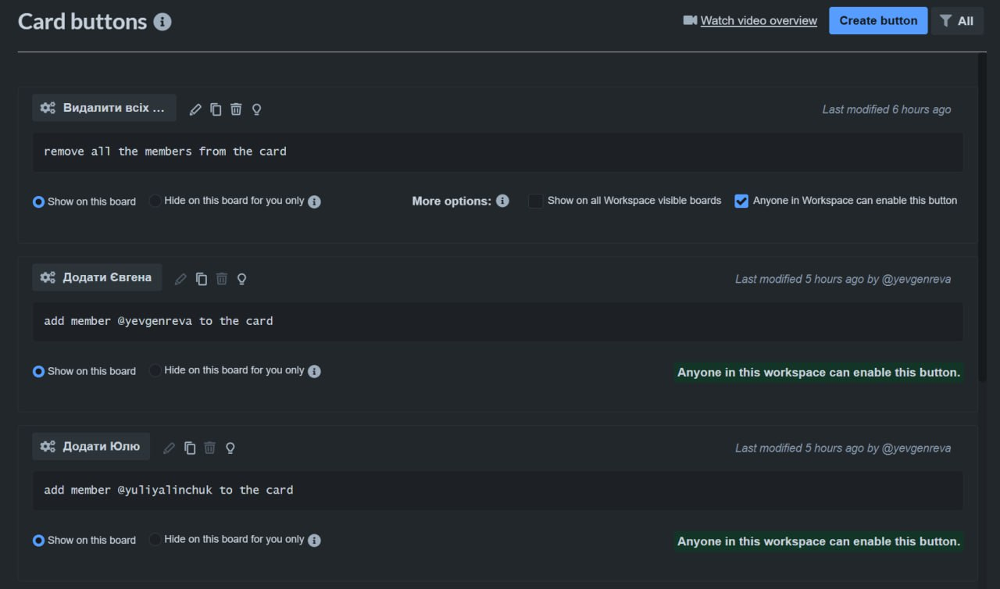 Card buttons
Watch video overview
Create button
All
Видалити всіх ...
Last modified 6 hours ago
remove all the members from the card
Show on this board
Hide on this board for you only
More options:
Show on all Workspace visible boards
Anyone in Workspace can enable this button
Додати Євгена
Last modified 5 hours ago by @yevgenreva
add member @yevgenreva to the card
Show on this board
Hide on this board for you only
Anyone in this workspace can enable this button.
Додати Юлю
Last modified 5 hours ago by @yevgenreva
add member @yuliyalinchuk to the card
Show on this board
Hide on this board for you only
Anyone in this workspace can enable this button.